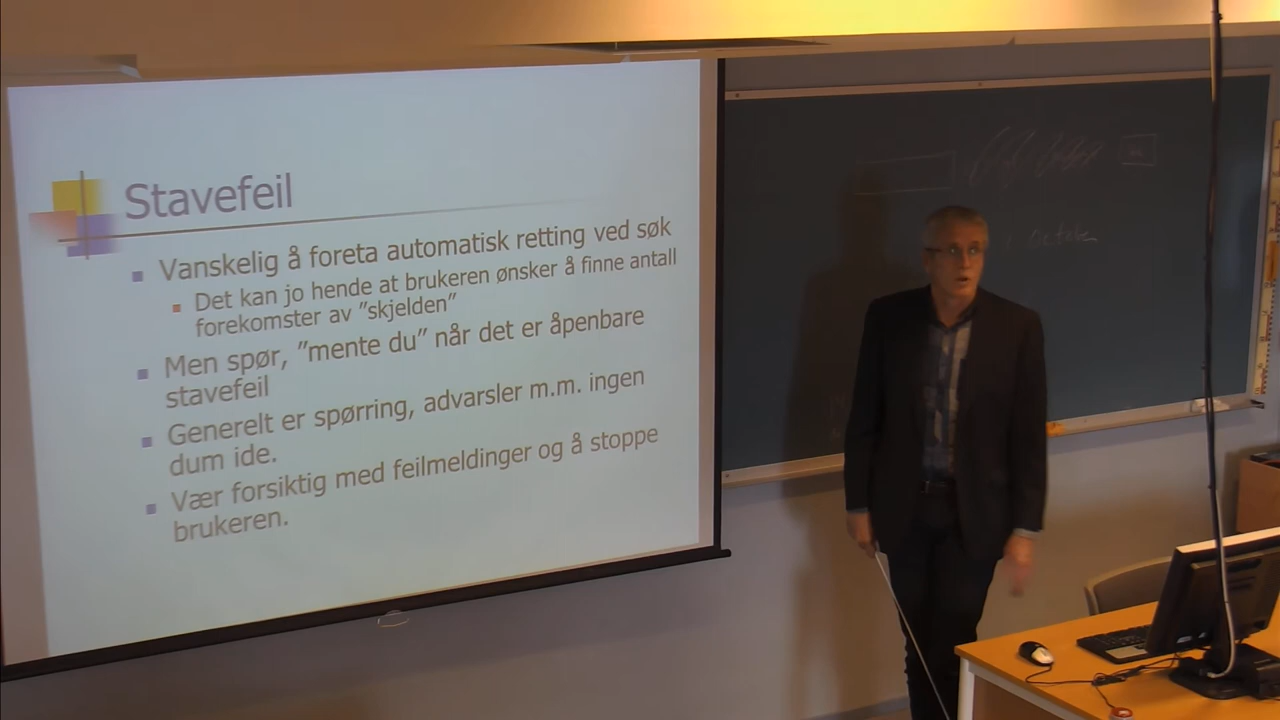 Stavefeil
Vanskelig å foreta automatisk retting ved søk
Det kan jo hende at brukeren ønsker å finne antall
forekomster av ”skjelden”
Men spør, ”mente du” når det er åpenbare
stavefeil
Generelt er spørring, advarsler m.m. ingen
dum ide.
Vær forsiktig med feilmeldinger og å stoppe
brukeren.